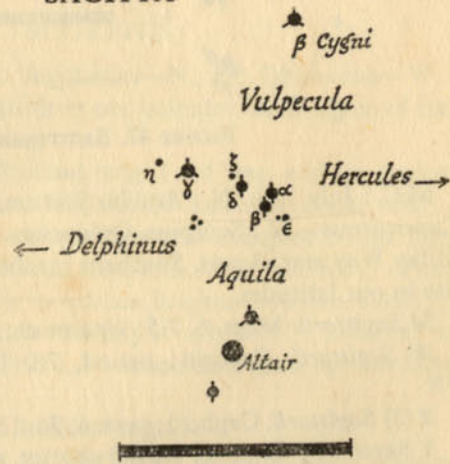 β Cygni
Vulpecula
η γ ζ δ α β ε
Hercules →
← Delphinus
Aquila
Altair